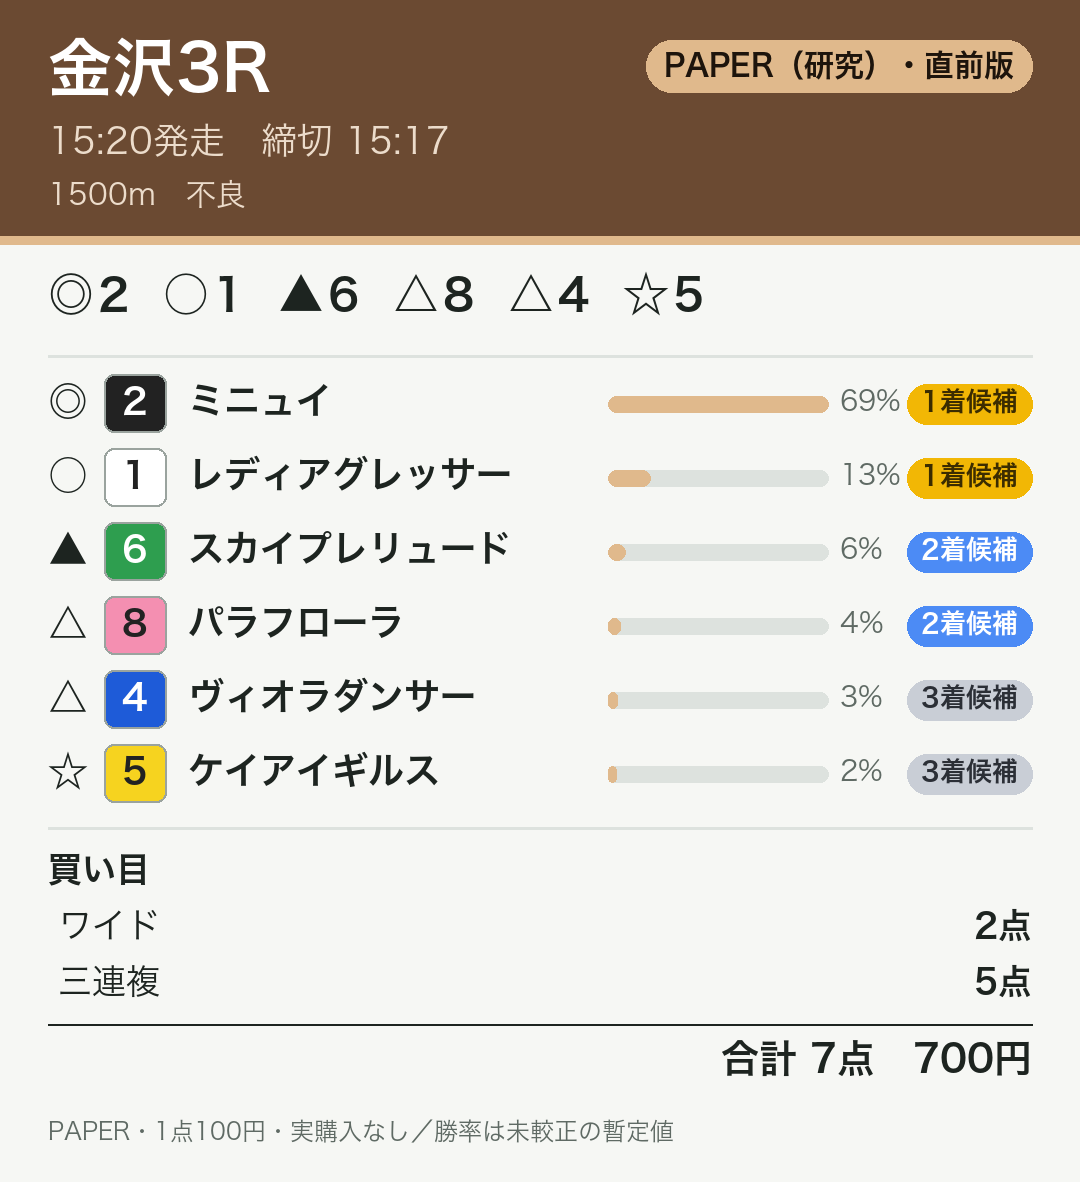 金沢3R
PAPER（研究）・直前版
15:20発走　締切 15:17
1500m　不良
◎2 ○1 ▲6 △8 △4 ☆5
◎ 2 ミニュイ 69% 1着候補
○ 1 レディアグレッサー 13% 1着候補
▲ 6 スカイプレリュード 6% 2着候補
△ 8 パラフローラ 4% 2着候補
△ 4 ヴィオラダンサー 3% 3着候補
☆ 5 ケイアイギルス 2% 3着候補
買い目
ワイド 2点
三連複 5点
合計 7点　700円
PAPER・1点100円・実購入なし／勝率は未較正の暫定値